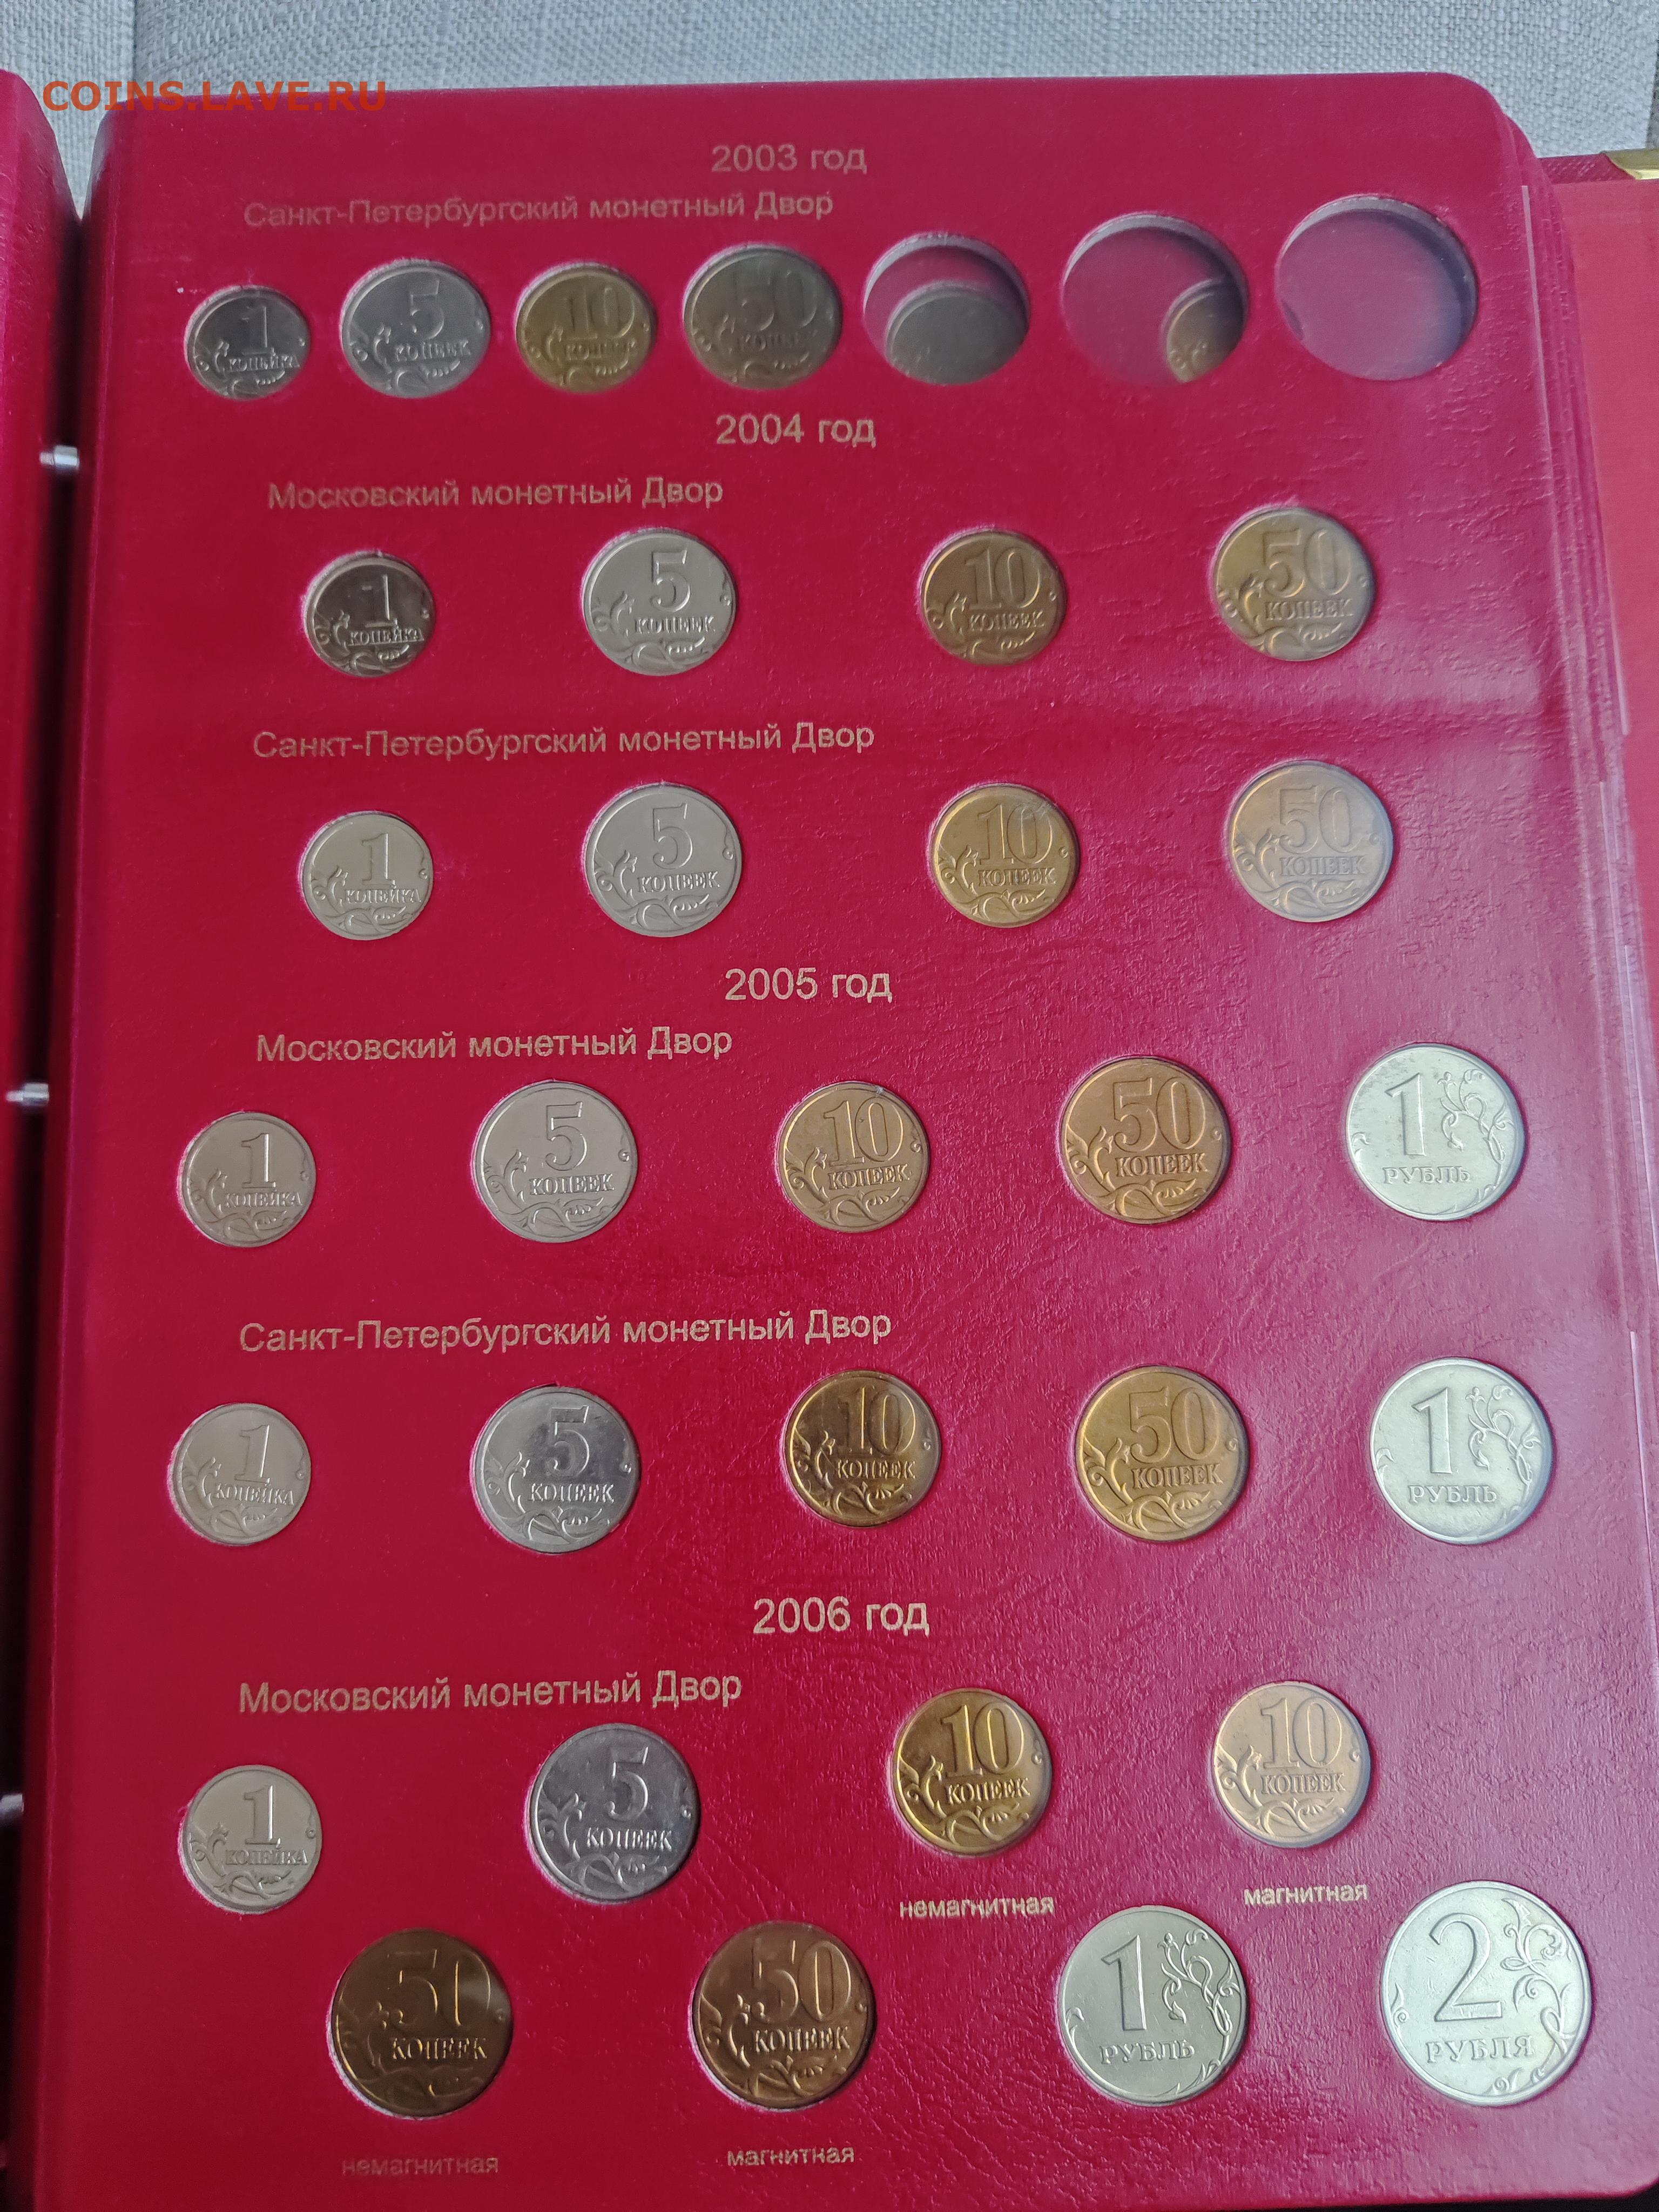 COINS.LAVE.RU
2003 год
Санкт-Петербургский монетный Двор
1 КОПЕЙКА
5 КОПЕЕК
10 КОПЕЕК
50 КОПЕЕК
2004 год
Московский монетный Двор
1 КОПЕЙКА
5 КОПЕЕК
10 КОПЕЕК
50 КОПЕЕК
Санкт-Петербургский монетный Двор
1 КОПЕЙКА
5 КОПЕЕК
10 КОПЕЕК
50 КОПЕЕК
2005 год
Московский монетный Двор
1 КОПЕЙКА
5 КОПЕЕК
10 КОПЕЕК
50 КОПЕЕК
1 РУБЛЬ
Санкт-Петербургский монетный Двор
1 КОПЕЙКА
5 КОПЕЕК
10 КОПЕЕК
50 КОПЕЕК
1 РУБЛЬ
2006 год
Московский монетный Двор
1 КОПЕЙКА
5 КОПЕЕК
10 КОПЕЕК
10 КОПЕЕК
немагнитная
магнитная
50 КОПЕЕК
50 КОПЕЕК
1 РУБЛЬ
2 РУБЛЯ
немагнитная
магнитная